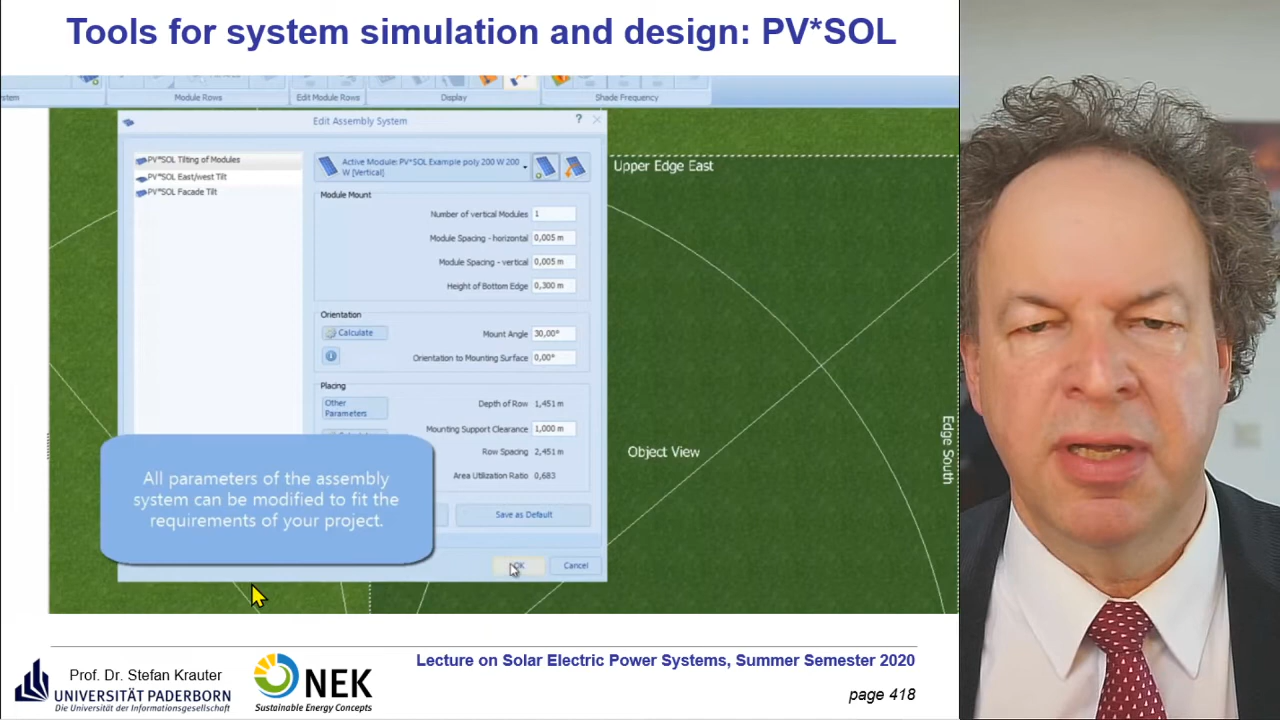 Tools for system simulation and design: PV*SOL
Module Rows
Edit Module Rows
Display
Shade Frequency
Edit Assembly System
?
PV*SOL Tilting of Modules
PV*SOL East/west Tilt
PV*SOL Facade Tilt
Active Module: PV*SOL Example poly 200 W 200
W [Vertical]
Module Mount
Number of vertical Modules 1
Module Spacing - horizontal 0,005 m
Module Spacing - vertical 0,005 m
Height of Bottom Edge 0,300 m
Orientation
Calculate
Mount Angle 30,00°
Orientation to Mounting Surface 0,00°
Placing
Other
Parameters
Depth of Row 1,451 m
Mounting Support Clearance 1,000 m
Row Spacing 2,451 m
Area Utilization Ratio 0,683
Save as Default
OK
Cancel
All parameters of the assembly
system can be modified to fit the
requirements of your project.
Upper Edge East
Object View
Edge South
Prof. Dr. Stefan Krauter
UNIVERSITÄT PADERBORN
Die Universität der Informationsgesellschaft
NEK
Sustainable Energy Concepts
Lecture on Solar Electric Power Systems, Summer Semester 2020
page 418